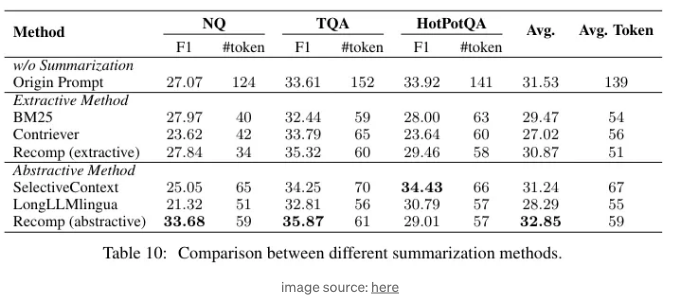 Method NQ TQA HotPotQA Avg. Avg. Token
F1 #token F1 #token F1 #token
w/o Summarization
Origin Prompt 27.07 124 33.61 152 33.92 141 31.53 139
Extractive Method
BM25 27.97 40 32.44 59 28.00 63 29.47 54
Contriever 23.62 42 33.79 65 23.64 60 27.02 56
Recomp (extractive) 27.84 34 35.32 60 29.46 58 30.87 51
Abstractive Method
SelectiveContext 25.05 65 34.25 70 34.43 66 31.24 67
LongLLMlingua 21.32 51 32.81 56 30.79 57 28.29 55
Recomp (abstractive) 33.68 59 35.87 61 29.01 57 32.85 59
Table 10: Comparison between different summarization methods.
image source: here